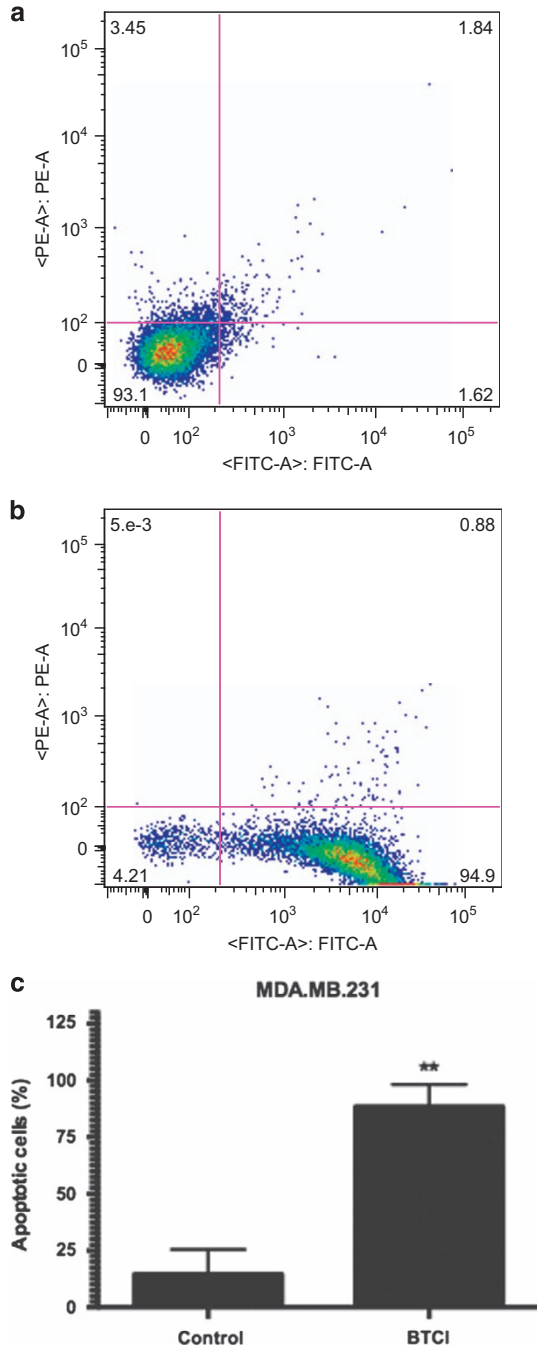 a
3.45
1.84
10⁵
10⁴
10³
10²
0
<PE-A>: PE-A
93.1
1.62
0
10²
10³
10⁴
10⁵
<FITC-A>: FITC-A
b
5.e-3
0.88
10⁵
10⁴
10³
10²
0
<PE-A>: PE-A
4.21
94.9
0
10²
10³
10⁴
10⁵
<FITC-A>: FITC-A
c
MDA.MB.231
125
100
75
50
25
0
Apoptotic cells (%)
**
Control
BTCI